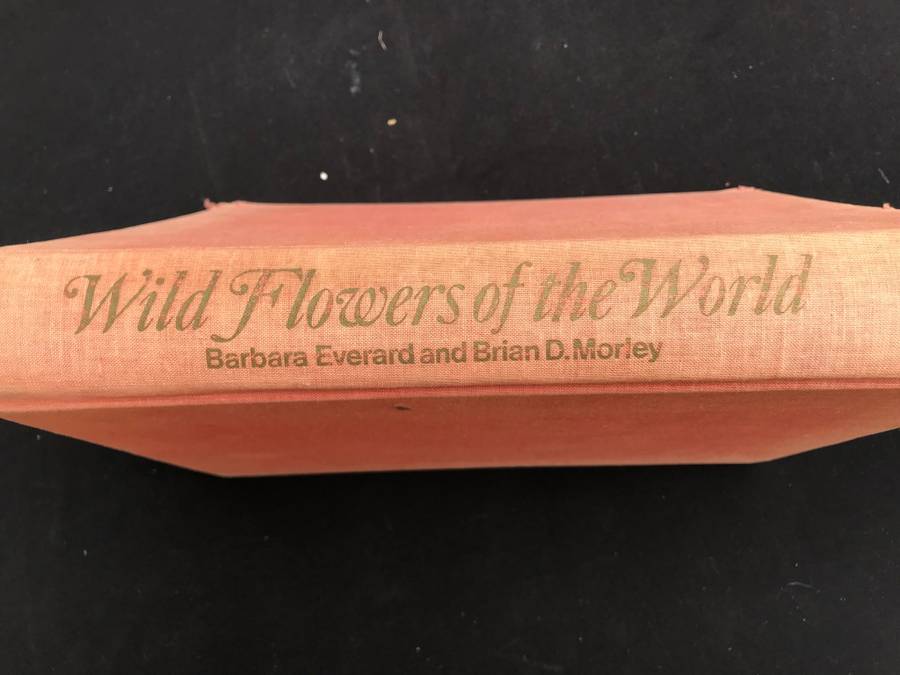 Wild Flowers of the World
Barbara Everard and Brian D. Morley